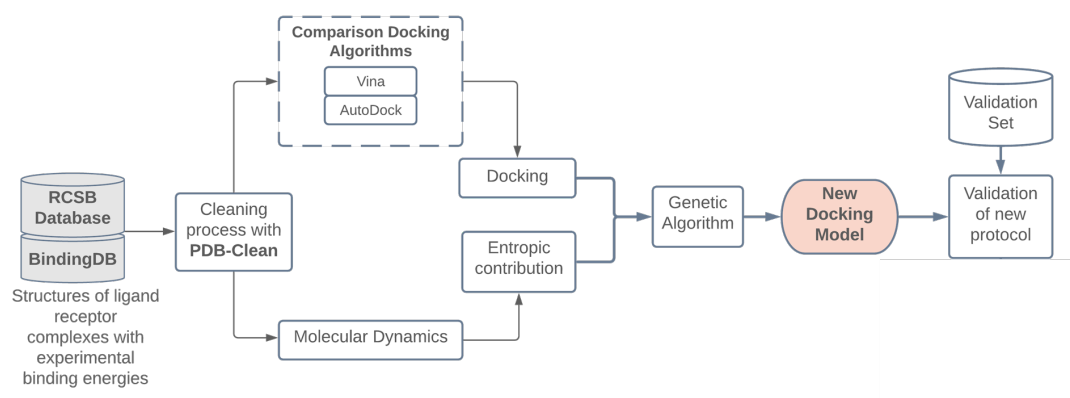 RCSB
Database
BindingDB
Structures of ligand
receptor
complexes with
experimental
binding energies
Cleaning
process with
PDB-Clean
Comparison Docking
Algorithms
Vina
AutoDock
Docking
Entropic
contribution
Molecular Dynamics
Genetic
Algorithm
New
Docking
Model
Validation
Set
Validation
of new
protocol